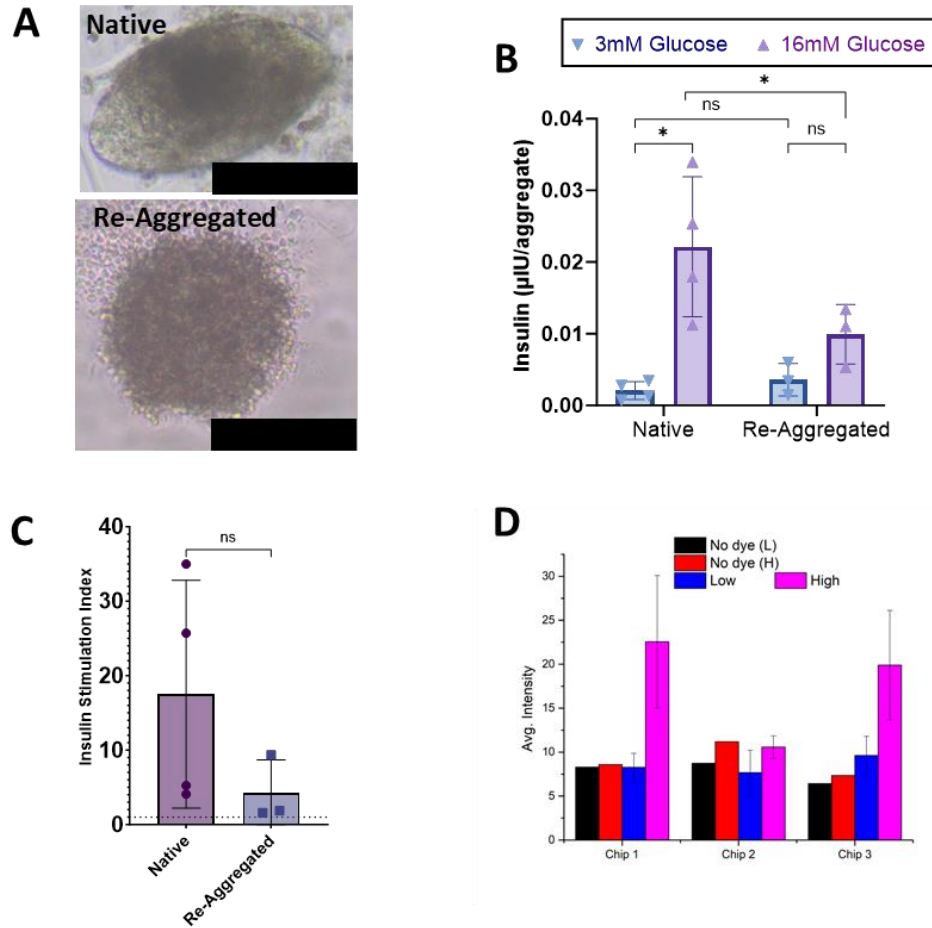 A
Native
Re-Aggregated
B
3mM Glucose 16mM Glucose
*
ns
* ns
0.04
0.03
0.02
0.01
0.00
Insulin (µIU/aggregate)
Native Re-Aggregated
C
40
30
20
10
0
Insulin Stimulation Index
ns
Native
Re-Aggregated
D
No dye (L)
No dye (H)
Low High
30
25
20
15
10
5
0
Avg. Intensity
Chip 1 Chip 2 Chip 3